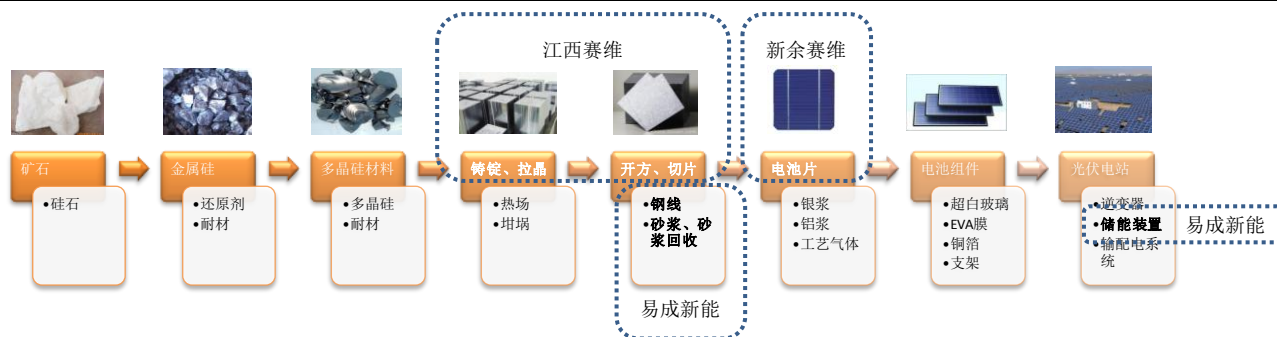 江西赛维
新余赛维
矿石
金属硅
多晶硅材料
铸锭、拉晶
开方、切片
电池片
电池组件
光伏电站
•硅石
•还原剂
•耐材
•多晶硅
•耐材
•热场
•坩埚
•钢线
•砂浆、砂
浆回收
•银浆
•铝浆
•工艺气体
•超白玻璃
•EVA膜
•铜箔
•支架
•逆变器
•储能装置
•输配电系
统
易成新能
易成新能